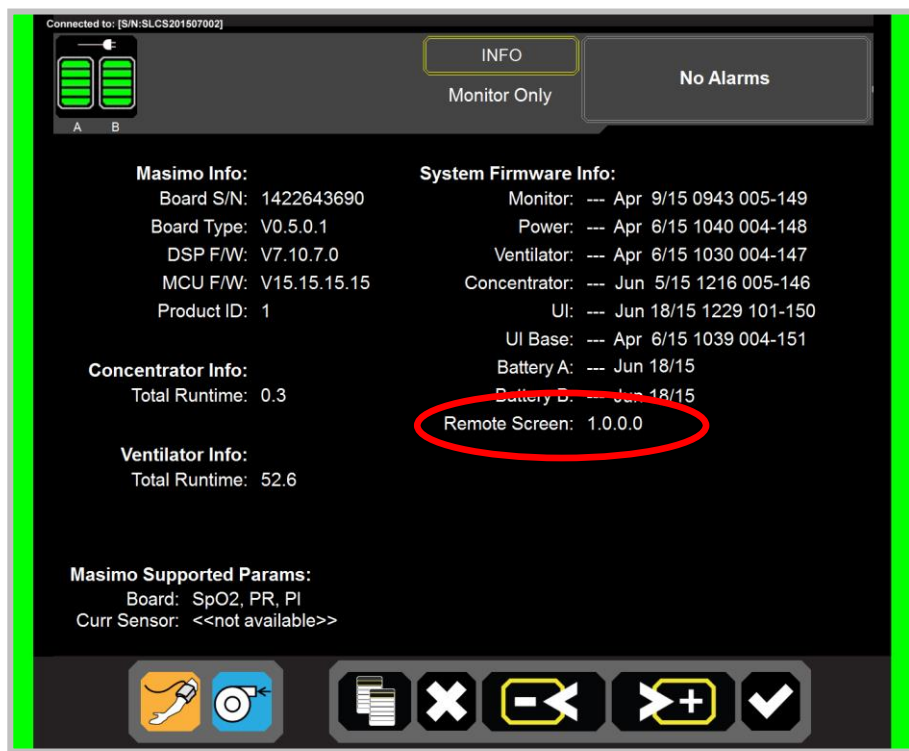 Connected to: [S/N:SLCS201507002]
INFO
Monitor Only
No Alarms
A B
Masimo Info:
Board S/N: 1422643690
Board Type: V0.5.0.1
DSP F/W: V7.10.7.0
MCU F/W: V15.15.15.15
Product ID: 1
Concentrator Info:
Total Runtime: 0.3
Ventilator Info:
Total Runtime: 52.6
Masimo Supported Params:
Board: SpO2, PR, PI
Curr Sensor: <<not available>>
System Firmware Info:
Monitor: --- Apr 9/15 0943 005-149
Power: --- Apr 6/15 1040 004-148
Ventilator: --- Apr 6/15 1030 004-147
Concentrator: --- Jun 5/15 1216 005-146
UI: --- Jun 18/15 1229 101-150
UI Base: --- Apr 6/15 1039 004-151
Battery A: --- Jun 18/15
Battery B: --- Jun 18/15
Remote Screen: 1.0.0.0